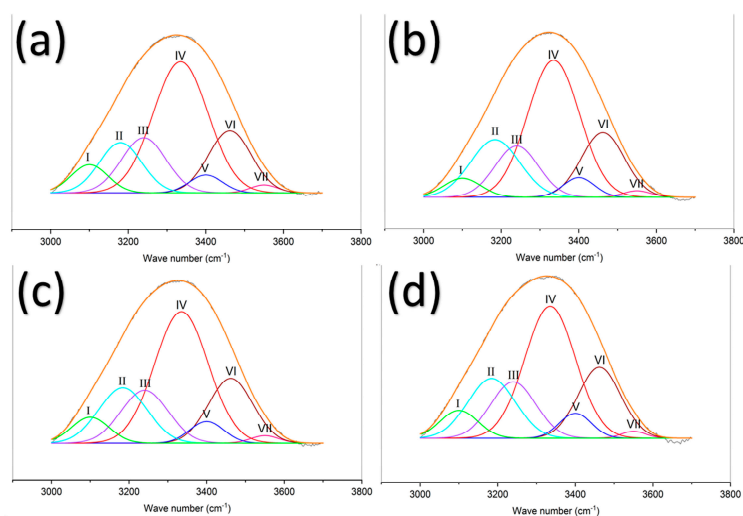 (a)
I
II
III
IV
V
VI
VII
3000 3200 3400 3600 3800
Wave number (cm⁻¹)
(b)
I
II
III
IV
V
VI
VII
3000 3200 3400 3600 3800
Wave number (cm⁻¹)
(c)
I
II
III
IV
V
VI
VII
3000 3200 3400 3600 3800
Wave number (cm⁻¹)
(d)
I
II
III
IV
V
VI
VII
3000 3200 3400 3600 3800
Wave number (cm⁻¹)